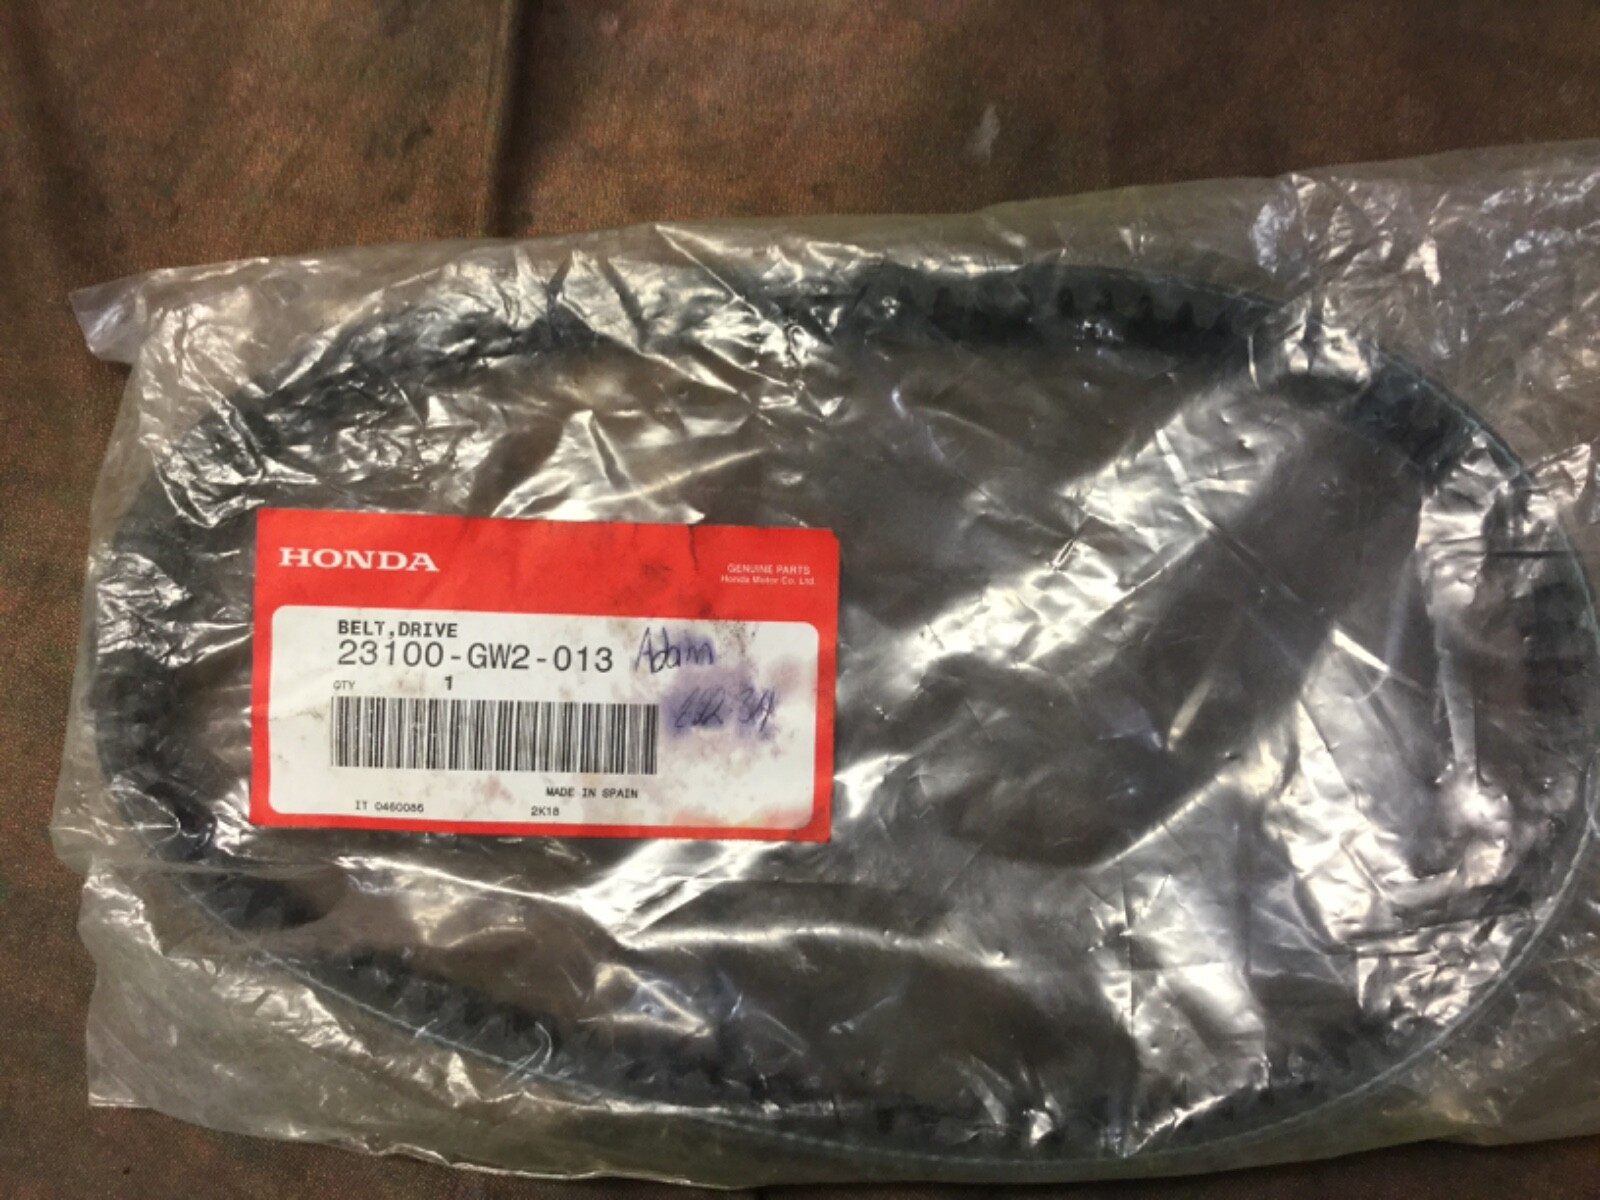 HONDA
GENUINE PARTS
Honda Motor Co. Ltd.
BELT,DRIVE
23100-GW2-013 Adam
QTY 1
MADE IN SPAIN
IT 0460086 2K18